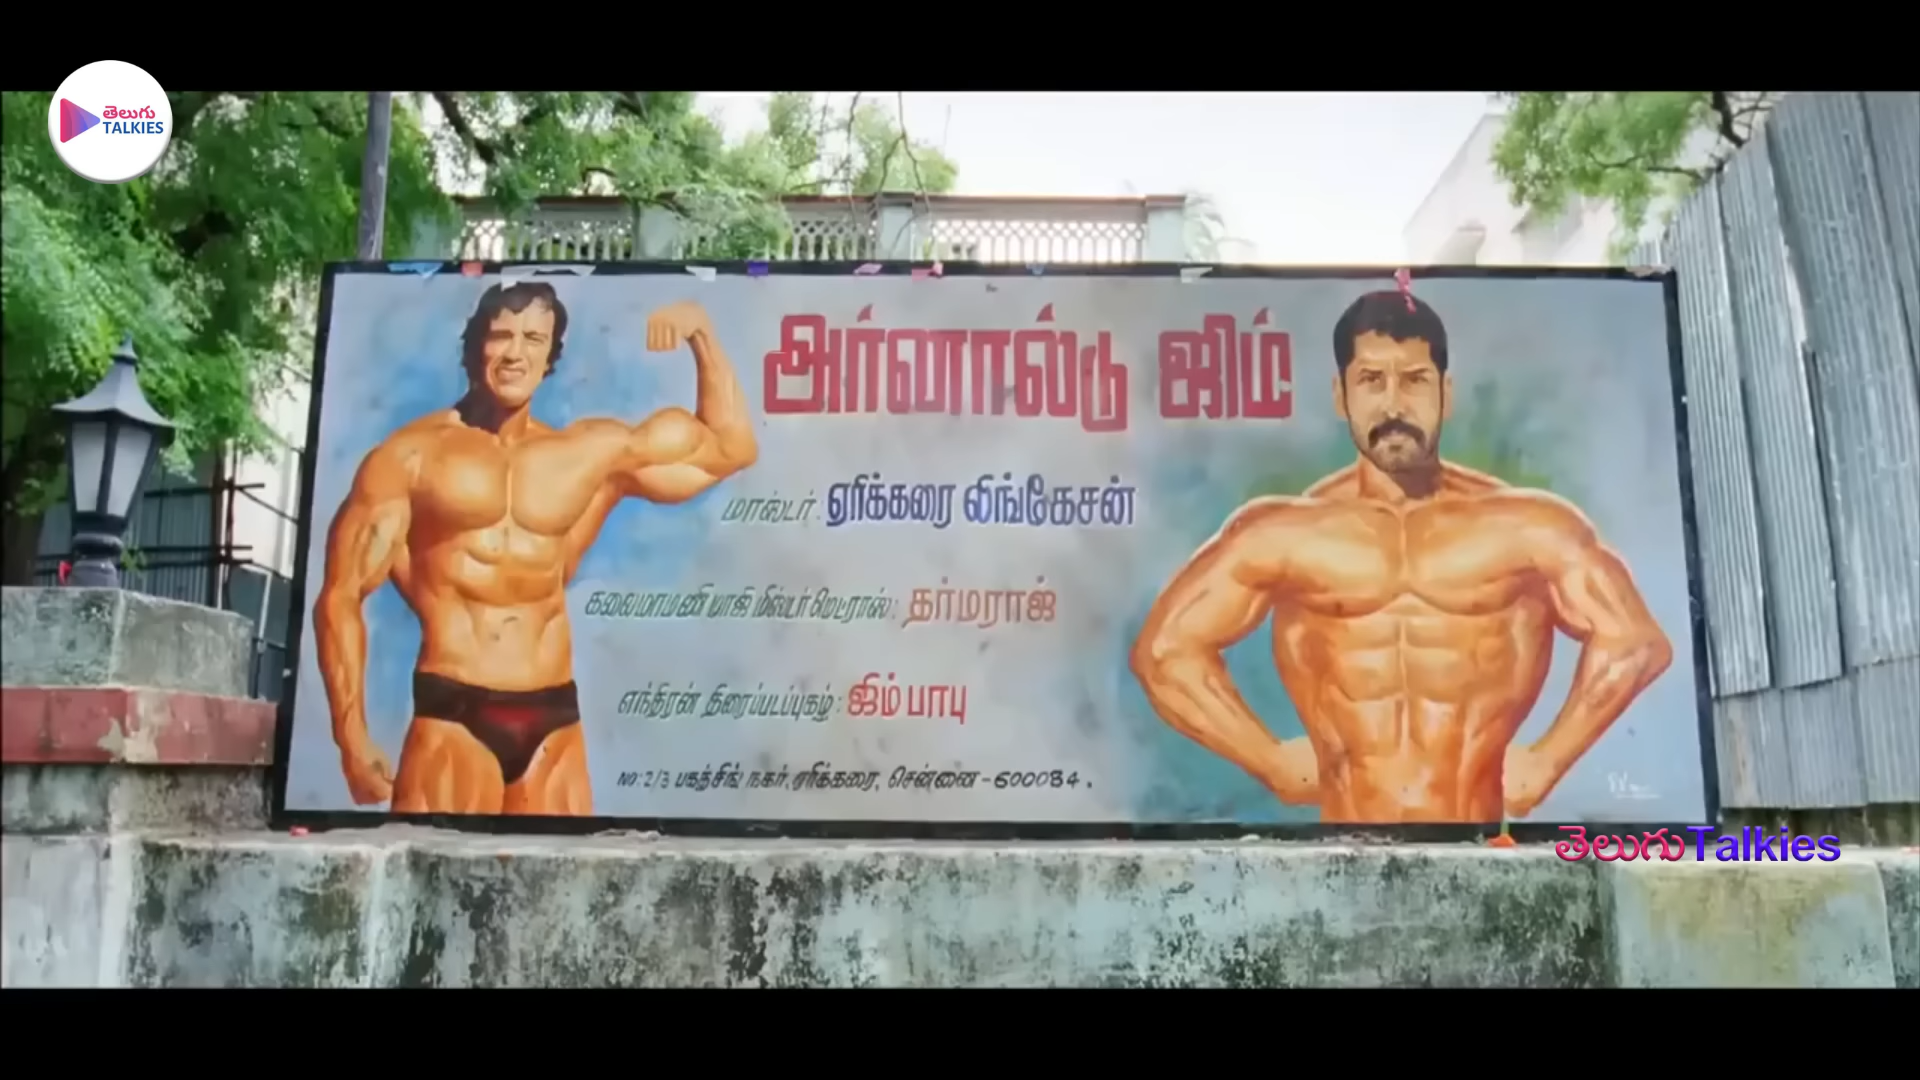 తెలుగు
TALKIES
அர்னால்டு ஜிம்
மாஸ்டர்: ஏரிக்கரை லிங்கேசன்
கலைமாமணி யாஜி மிஸ்டர் மெட்ராஸ்: தர்மராஜ்
எந்திரன் திரைப்படப்புகழ்: ஜிம் பாபு
NO: 2/3 பகத்சிங் நகர், ஏரிக்கரை, சென்னை-600084.
తెలుగుTalkies